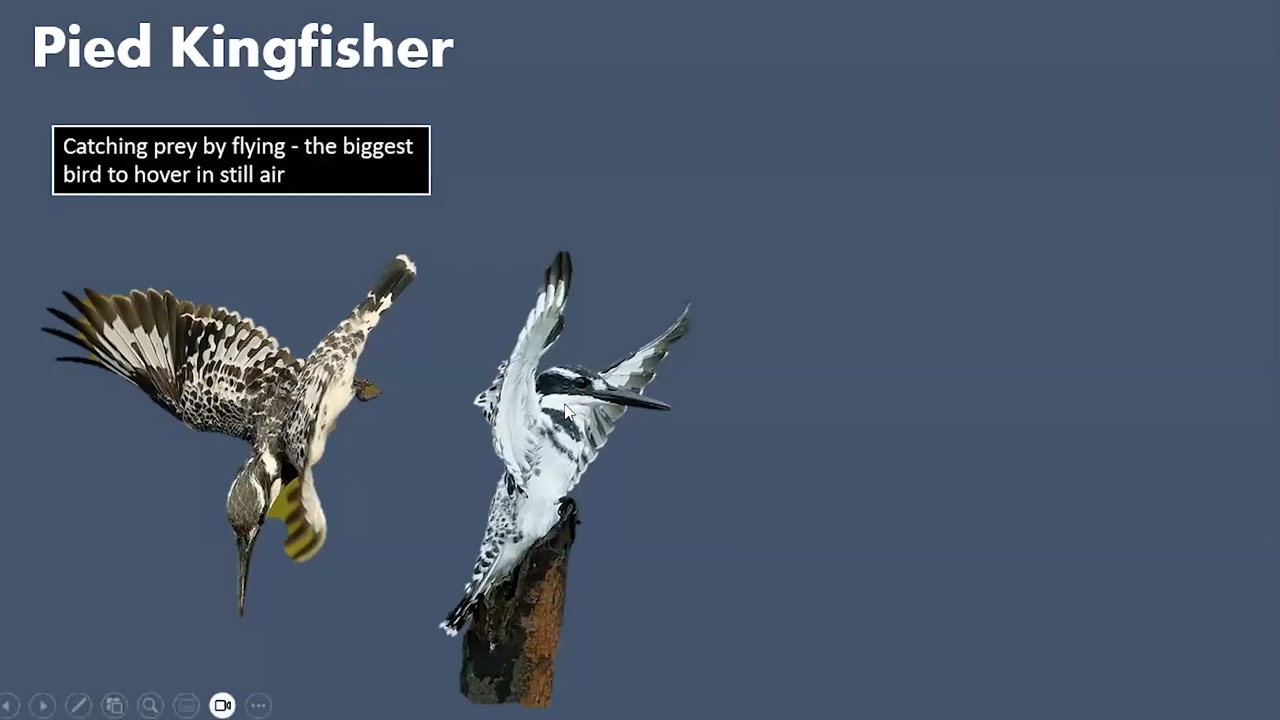 Pied Kingfisher
Catching prey by flying - the biggest
bird to hover in still air